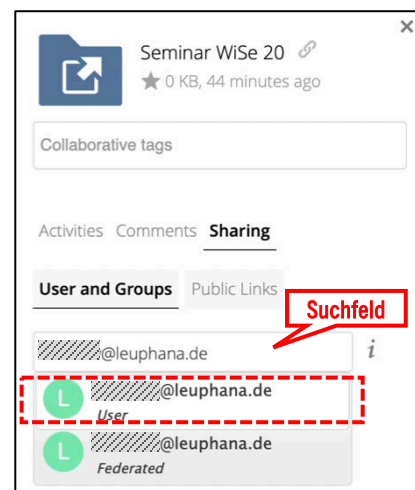 ×
Seminar WiSe 20
★ 0 KB, 44 minutes ago
Collaborative tags
Activities Comments Sharing
User and Groups Public Links
Suchfeld
@leuphana.de i
L @leuphana.de
User
L @leuphana.de
Federated